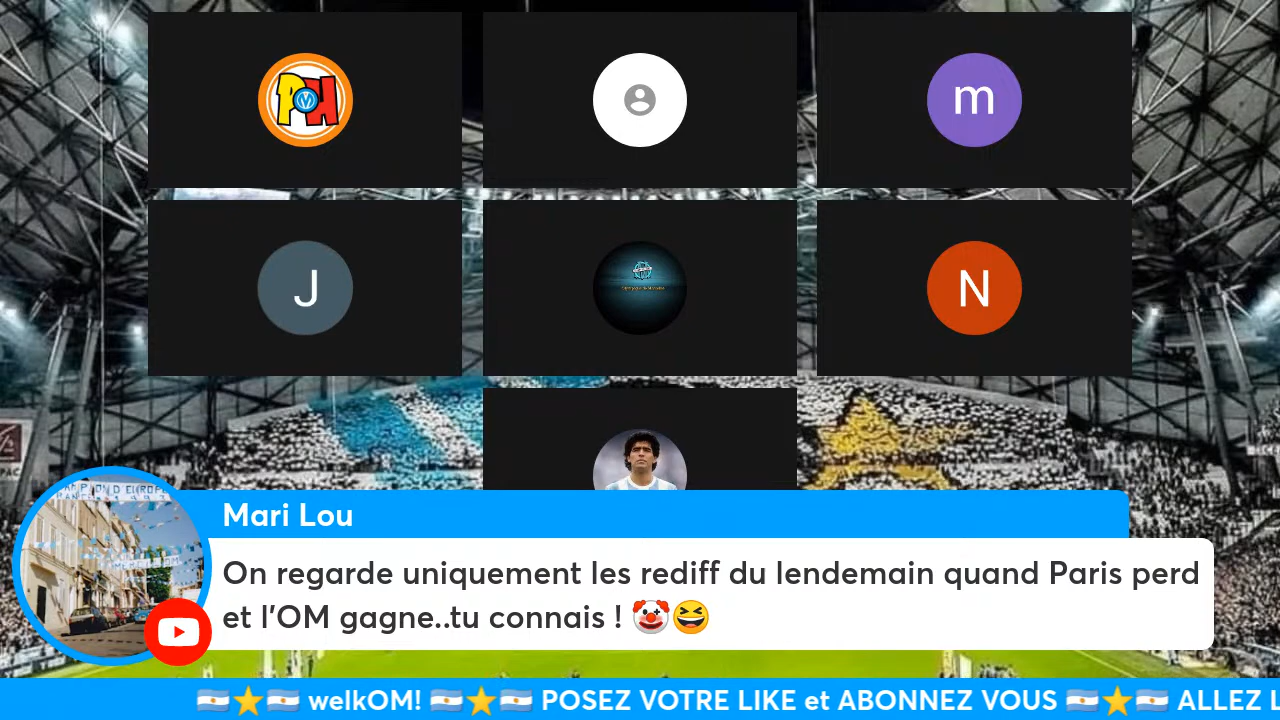 PH
m
J
N
Mari Lou
On regarde uniquement les rediff du lendemain quand Paris perd
et l'OM gagne..tu connais ! 🤡😆
🇦🇷⭐🇦🇷 welkOM! 🇦🇷⭐🇦🇷 POSEZ VOTRE LIKE et ABONNEZ VOUS 🇦🇷⭐🇦🇷 ALLEZ L